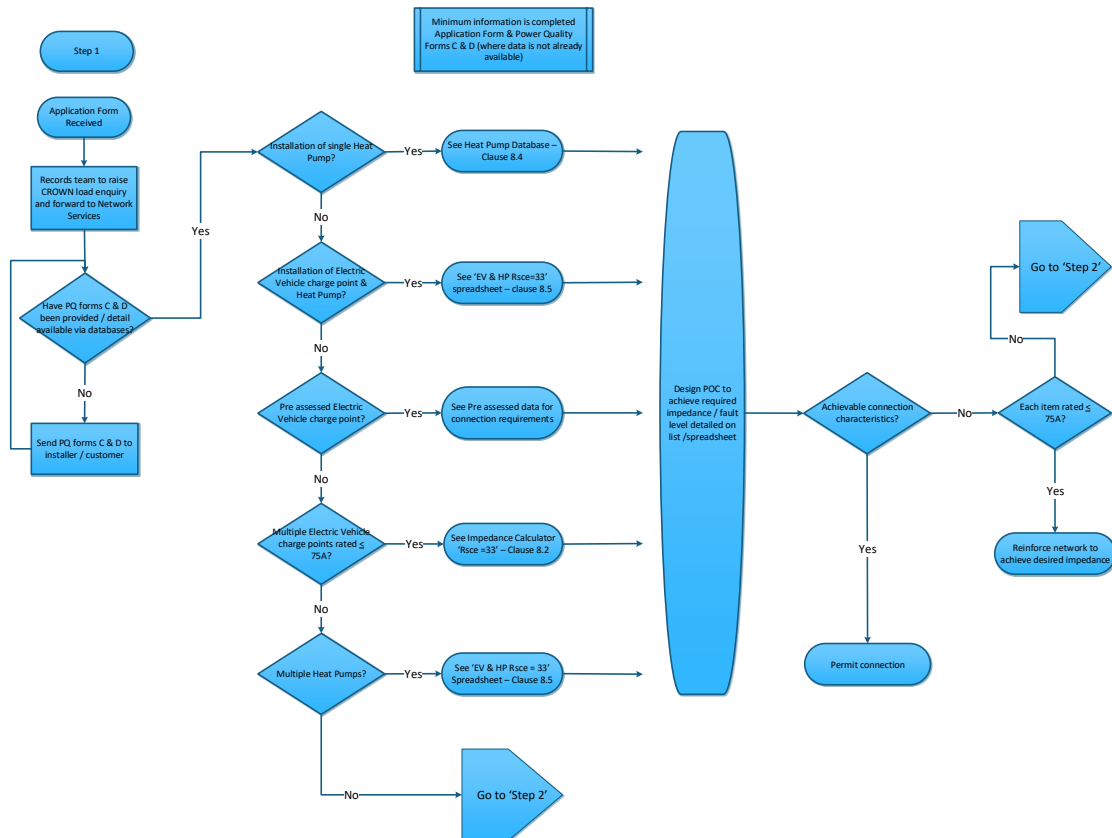 Step 1
Minimum information is completed
Application Form & Power Quality
Forms C & D (where data is not already
available)
Application Form
Received
Records team to raise
CROWN load enquiry
and forward to Network
Services
Have PQ forms C & D
been provided / detail
available via databases?
Yes
No
Send PQ forms C & D to
installer / customer
Installation of single Heat
Pump?
Yes
See Heat Pump Database –
Clause 8.4
No
Installation of Electric
Vehicle charge point &
Heat Pump?
Yes
See ‘EV & HP Rsce=33’
spreadsheet – clause 8.5
No
Pre assessed Electric
Vehicle charge point?
Yes
See Pre assessed data for
connection requirements
No
Multiple Electric Vehicle
charge points rated ≤
75A?
Yes
See Impedance Calculator
‘Rsce =33’ – Clause 8.2
No
Multiple Heat Pumps?
Yes
See ‘EV & HP Rsce = 33’
Spreadsheet – Clause 8.5
No
Go to ‘Step 2’
Design POC to
achieve required
impedance / fault
level detailed on
list /spreadsheet
Achievable connection
characteristics?
Yes
Permit connection
No
Each item rated ≤
75A?
No
Go to ‘Step 2’
Yes
Reinforce network to
achieve desired impedance